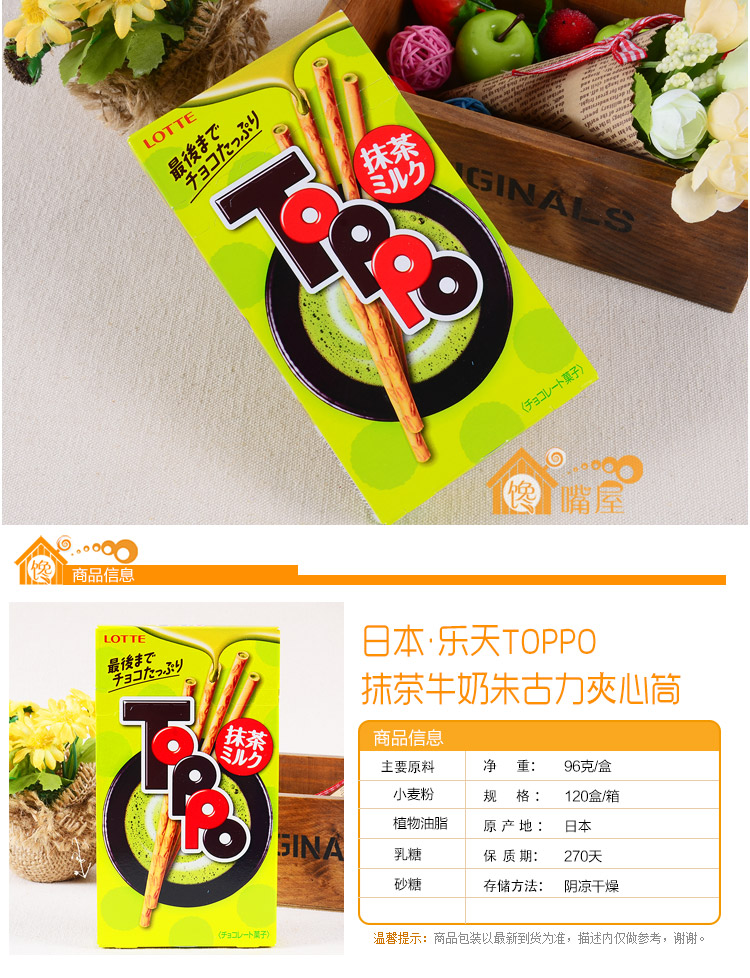 LOTTE
最後まで
チョコたっぷり
抹茶
ミルク
TOPPO
(チョコレート菓子)
GINALS
馋嘴屋
馋
商品信息
LOTTE
最後まで
チョコたっぷり
抹茶
ミルク
TOPPO
(チョコレート菓子)
GINA
日本·乐天TOPPO
抹茶牛奶朱古力夾心筒
商品信息
主要原料 净 重： 96克/盒
小麦粉 规 格： 120盒/箱
植物油脂 原 产 地： 日本
乳糖 保 质 期： 270天
砂糖 存储方法： 阴凉干燥
温馨提示：商品包装以最新到货为准，描述内仅做参考，谢谢。